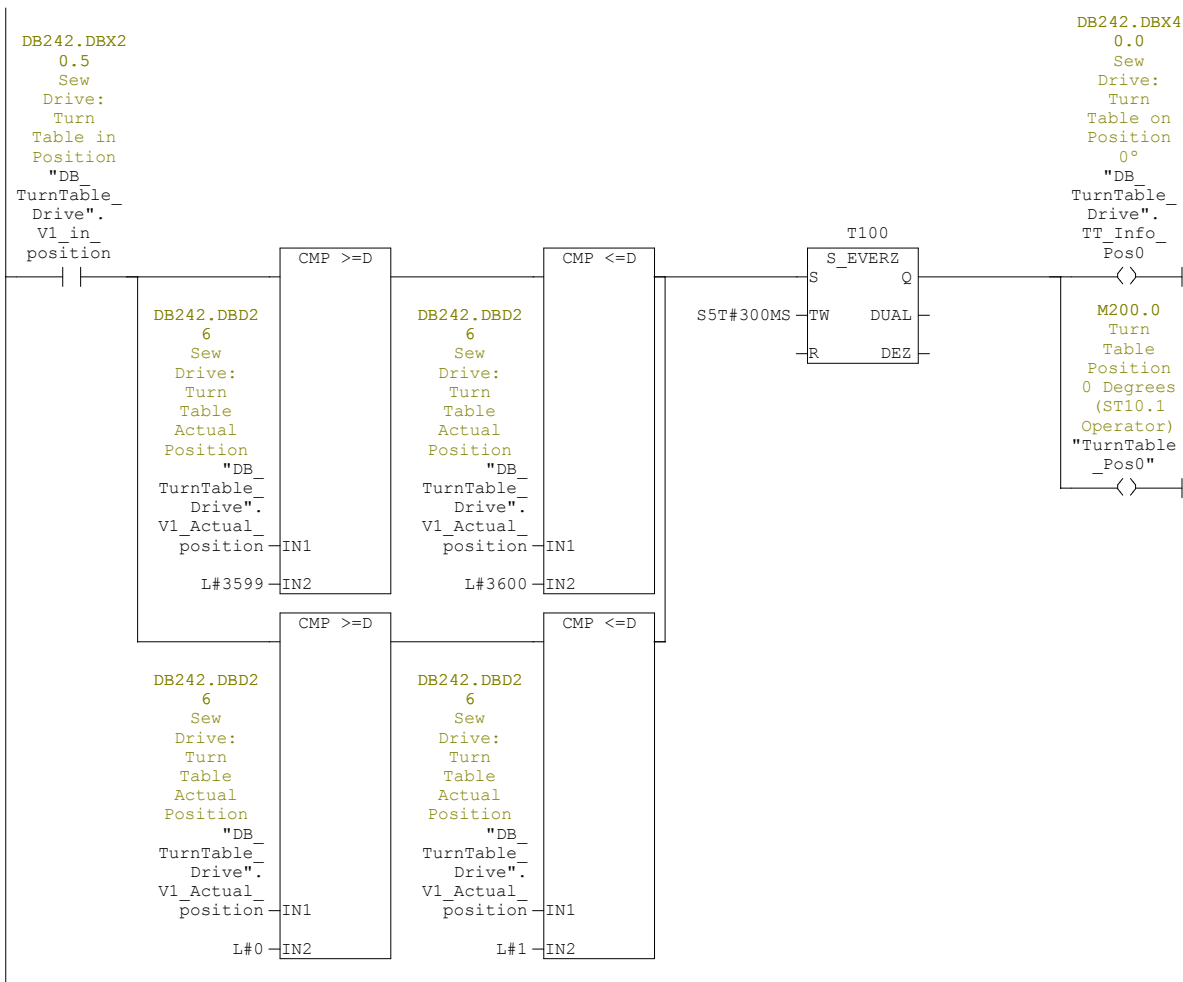 DB242.DBX2
0.5
Sew
Drive:
Turn
Table in
Position
"DB_
TurnTable_
Drive".
V1_in_
position
DB242.DBX4
0.0
Sew
Drive:
Turn
Table on
Position
0°
"DB_
TurnTable_
Drive".
TT_Info_
Pos0
CMP >=D
DB242.DBD2
6
Sew
Drive:
Turn
Table
Actual
Position
"DB_
TurnTable_
Drive".
V1_Actual_
position
IN1
L#3599
IN2
CMP <=D
DB242.DBD2
6
Sew
Drive:
Turn
Table
Actual
Position
"DB_
TurnTable_
Drive".
V1_Actual_
position
IN1
L#3600
IN2
T100
S_EVERZ
S
Q
S5T#300MS
TW
DUAL
R
DEZ
M200.0
Turn
Table
Position
0 Degrees
(ST10.1
Operator)
"TurnTable
_Pos0"
CMP >=D
DB242.DBD2
6
Sew
Drive:
Turn
Table
Actual
Position
"DB_
TurnTable_
Drive".
V1_Actual_
position
IN1
L#0
IN2
CMP <=D
DB242.DBD2
6
Sew
Drive:
Turn
Table
Actual
Position
"DB_
TurnTable_
Drive".
V1_Actual_
position
IN1
L#1
IN2